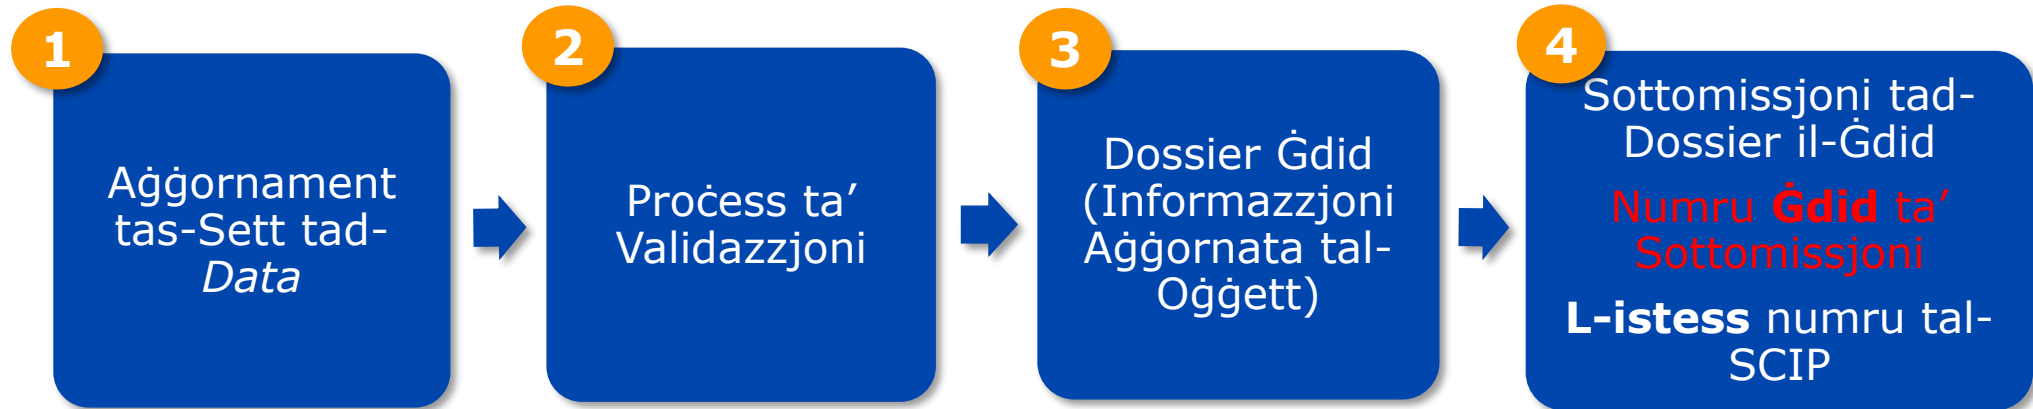 1
Aġġornament
tas-Sett tad-
Data
2
Proċess ta’
Validazzjoni
3
Dossier Ġdid
(Informazzjoni
Aġġornata tal-
Oġġett)
4
Sottomissjoni tad-
Dossier il-Ġdid
Numru Ġdid ta’
Sottomissjoni
L-istess numru tal-
SCIP